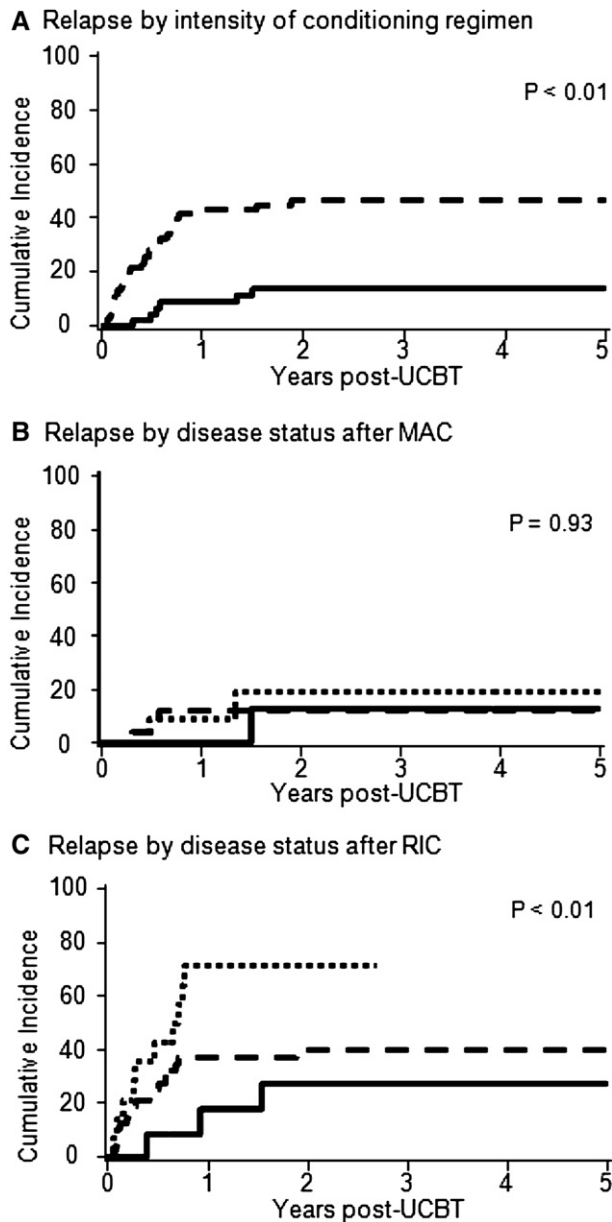 A Relapse by intensity of conditioning regimen
100
80
60
40
20
0
Cumulative Incidence
P < 0.01
0 1 2 3 4 5
Years post-UCBT
B Relapse by disease status after MAC
100
80
60
40
20
0
Cumulative Incidence
P = 0.93
0 1 2 3 4 5
Years post-UCBT
C Relapse by disease status after RIC
100
80
60
40
20
0
Cumulative Incidence
P < 0.01
0 1 2 3 4 5
Years post-UCBT